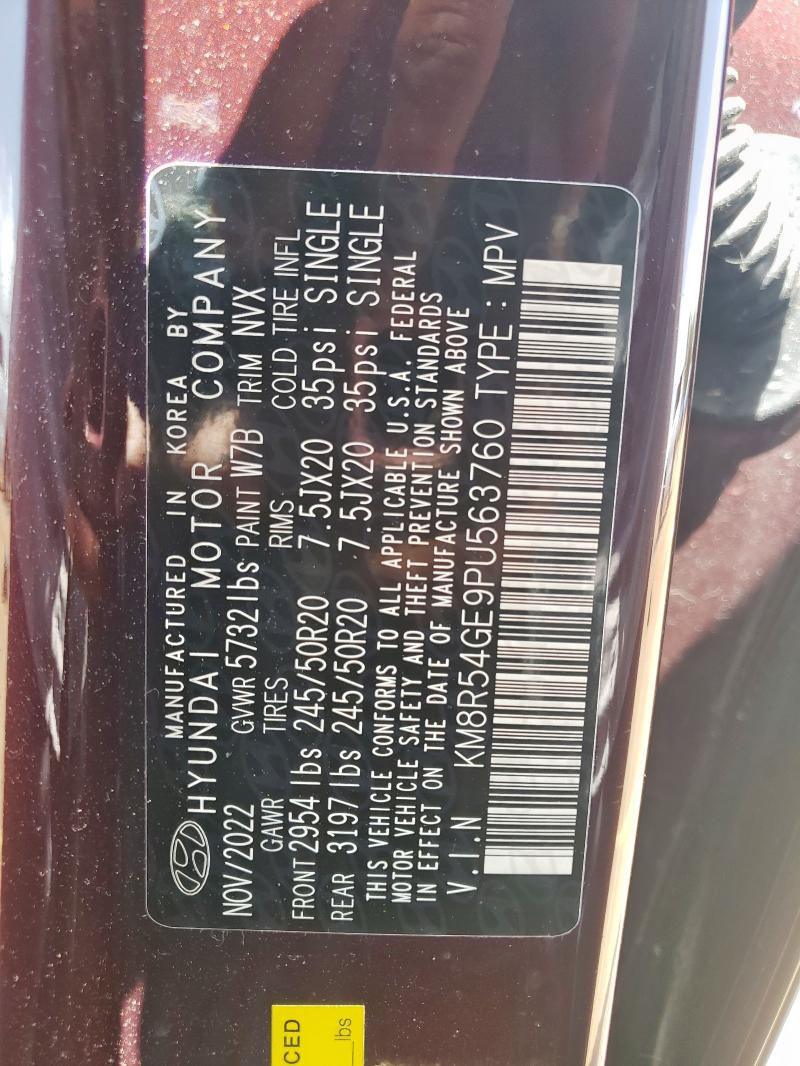 MANUFACTURED IN KOREA BY
HYUNDAI MOTOR COMPANY
NOV/2022 GVWR 5732 lbs PAINT W7B TRIM NVX
GAWR TIRES RIMS COLD TIRE INFL
FRONT 2954 lbs 245/50R20 7.5JX20 35psi SINGLE
REAR 3197 lbs 245/50R20 7.5JX20 35psi SINGLE
THIS VEHICLE CONFORMS TO ALL APPLICABLE U.S.A. FEDERAL
MOTOR VEHICLE SAFETY AND THEFT PREVENTION STANDARDS
IN EFFECT ON THE DATE OF MANUFACTURE SHOWN ABOVE
V.I.N KM8R54GE9PU563760 TYPE : MPV
CED
lbs